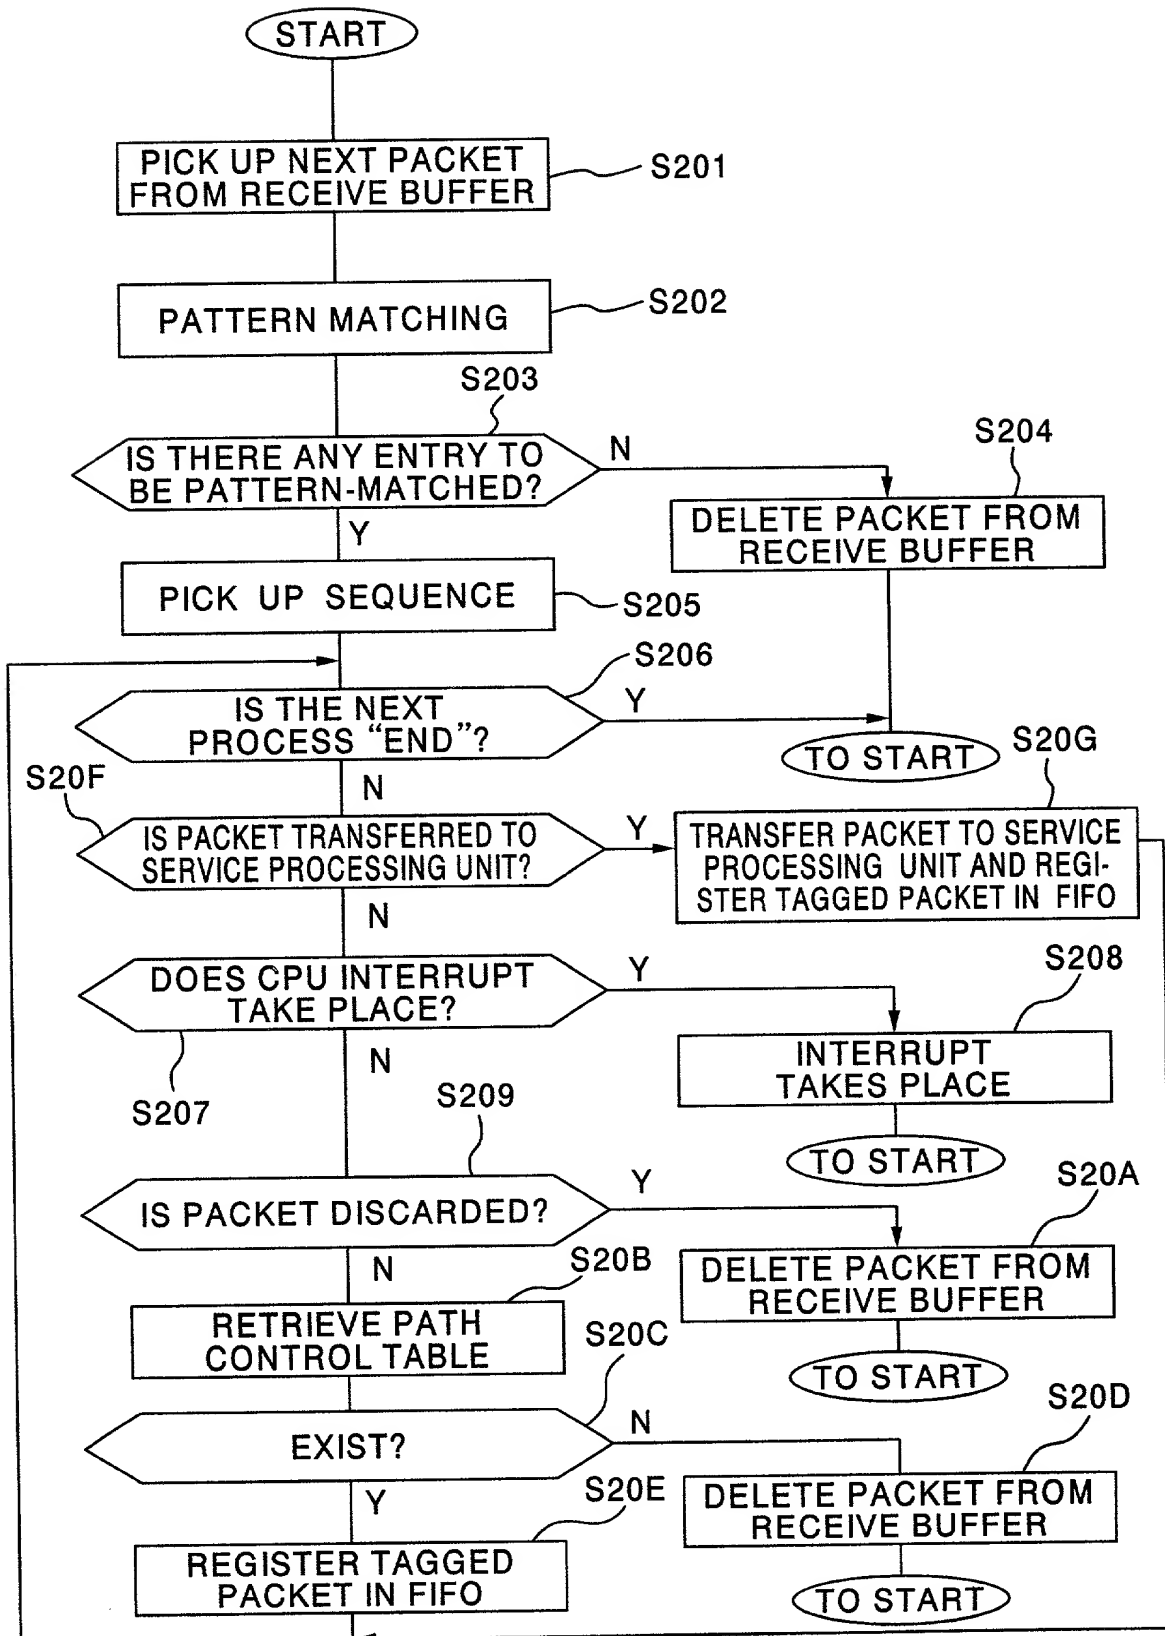 START
PICK UP NEXT PACKET
FROM RECEIVE BUFFER
S201
PATTERN MATCHING
S202
S203
IS THERE ANY ENTRY TO
BE PATTERN-MATCHED?
N
Y
S204
DELETE PACKET FROM
RECEIVE BUFFER
PICK UP SEQUENCE
S205
S206
IS THE NEXT
PROCESS “END”?
Y
N
TO START
S20F
IS PACKET TRANSFERRED TO
SERVICE PROCESSING UNIT?
Y
N
S20G
TRANSFER PACKET TO SERVICE
PROCESSING UNIT AND REGI-
STER TAGGED PACKET IN FIFO
DOES CPU INTERRUPT
TAKE PLACE?
Y
N
S207
S208
INTERRUPT
TAKES PLACE
TO START
S209
IS PACKET DISCARDED?
Y
N
S20A
DELETE PACKET FROM
RECEIVE BUFFER
TO START
S20B
RETRIEVE PATH
CONTROL TABLE
S20C
EXIST?
N
Y
S20D
DELETE PACKET FROM
RECEIVE BUFFER
TO START
S20E
REGISTER TAGGED
PACKET IN FIFO